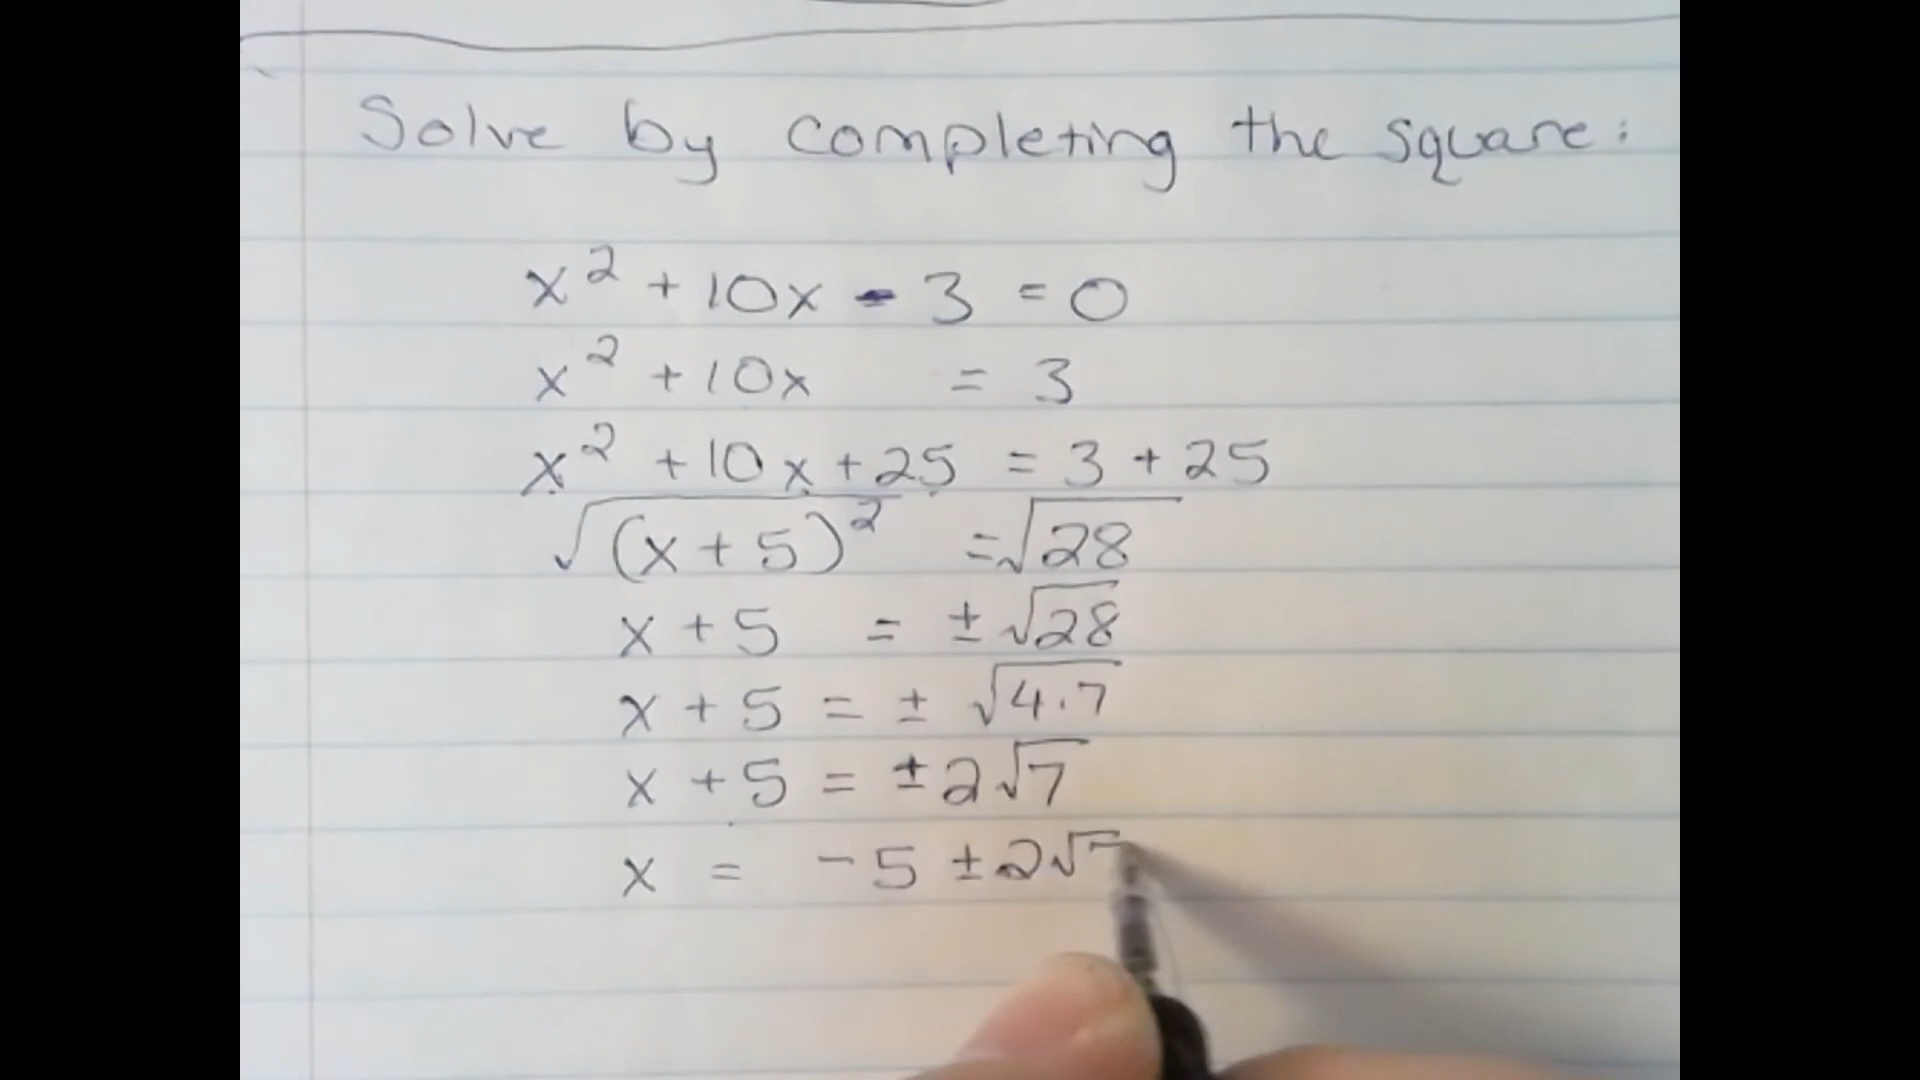 Solve by completing the square:
x² + 10x - 3 = 0
x² + 10x = 3
x² + 10x + 25 = 3 + 25
√(x + 5)² = √28
x + 5 = ± √28
x + 5 = ± √4·7
x + 5 = ± 2√7
x = - 5 ± 2√7